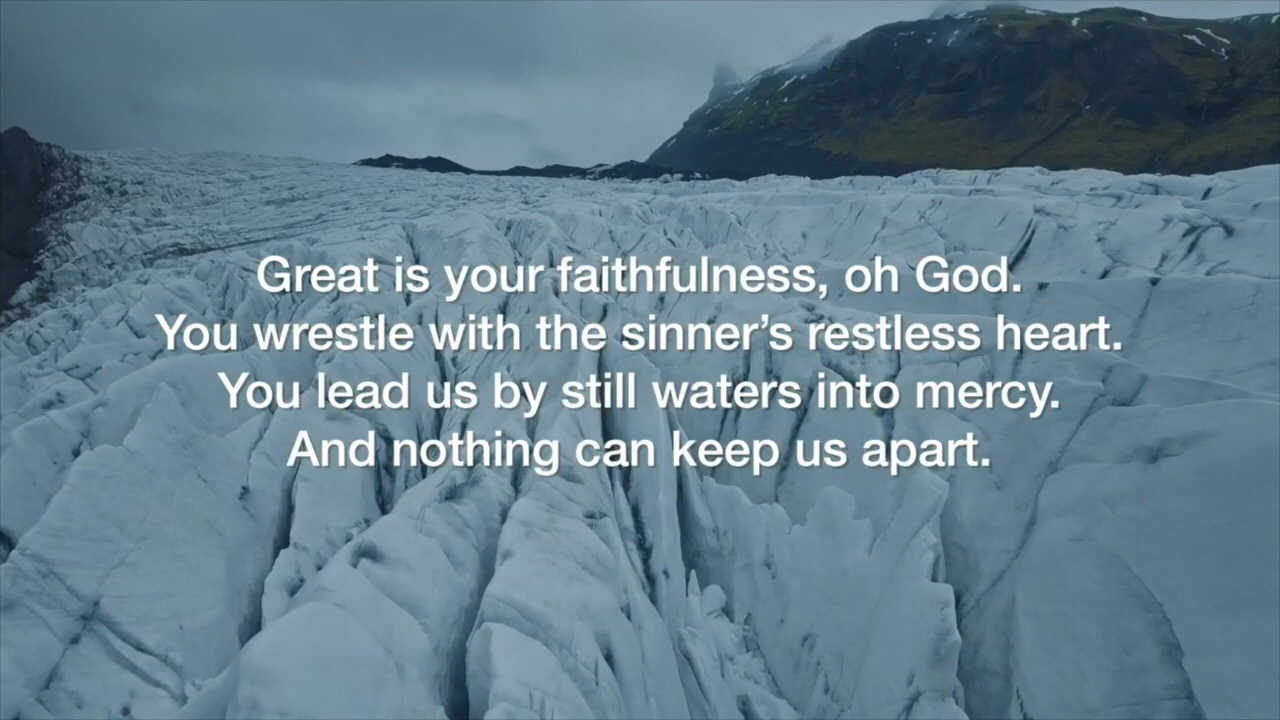 Great is your faithfulness, oh God.
You wrestle with the sinner’s restless heart.
You lead us by still waters into mercy.
And nothing can keep us apart.